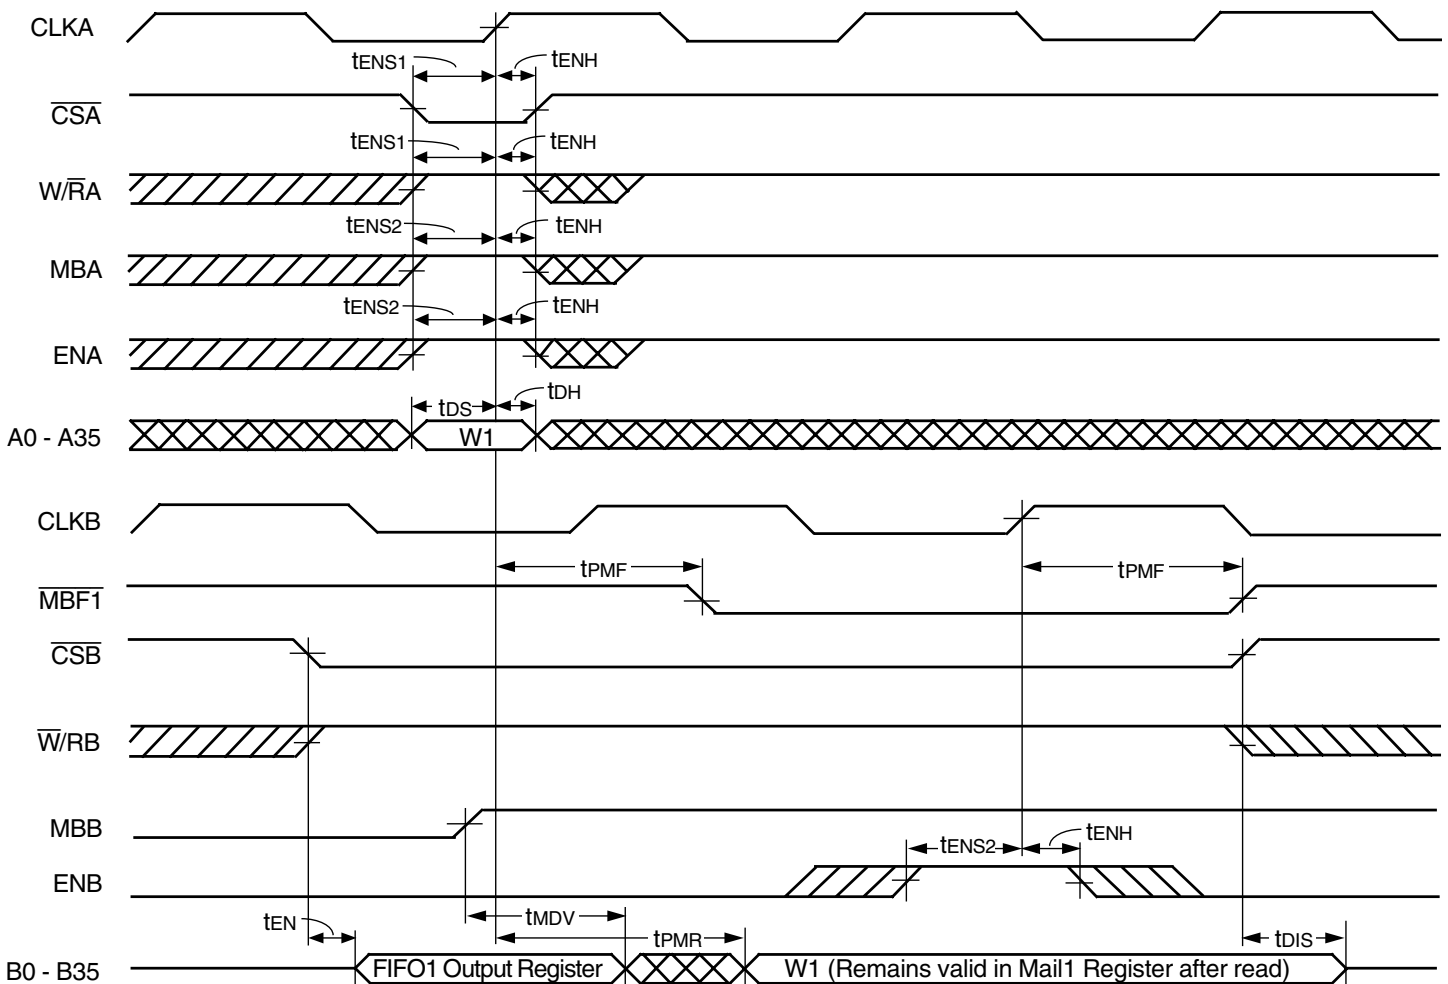 CLKA
tENS1 tENH
CSA
tENS1 tENH
W/RA
tENS2 tENH
MBA
tENS2 tENH
ENA
tDS tDH
A0 - A35 W1
CLKB
tPMF tPMF
MBF1
CSB
W/RB
MBB
tENS2 tENH
ENB
tEN tMDV
tPMR tDIS
B0 - B35 FIFO1 Output Register W1 (Remains valid in Mail1 Register after read)